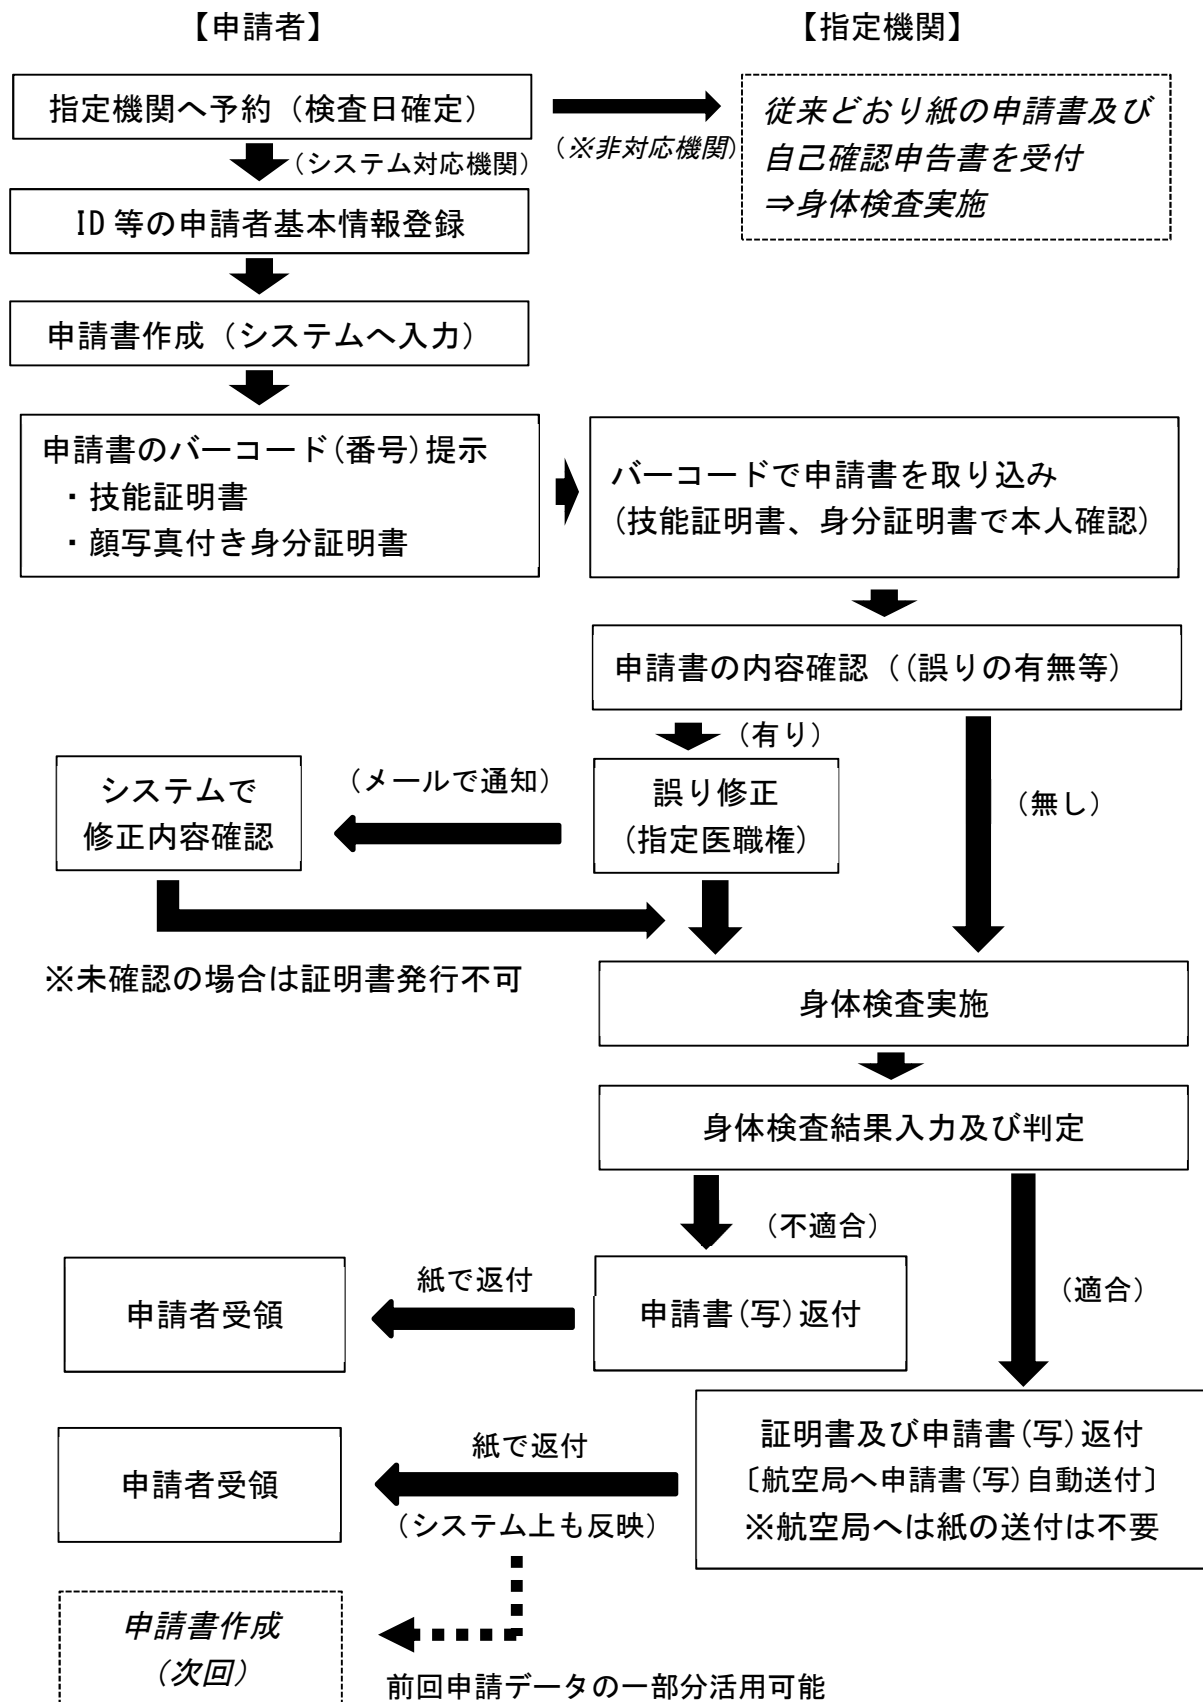 【申請者】
【指定機関】
指定機関へ予約（検査日確定）
(※非対応機関)
従来どおり紙の申請書及び
自己確認申告書を受付
⇒身体検査実施
(システム対応機関)
ID 等の申請者基本情報登録
申請書作成（システムへ入力）
申請書のバーコード(番号)提示
・技能証明書
・顔写真付き身分証明書
バーコードで申請書を取り込み
(技能証明書、身分証明書で本人確認)
申請書の内容確認（(誤りの有無等）
（有り）
（無し）
誤り修正
(指定医職権)
（メールで通知）
システムで
修正内容確認
※未確認の場合は証明書発行不可
身体検査実施
身体検査結果入力及び判定
（不適合）
（適合）
申請書(写)返付
紙で返付
申請者受領
証明書及び申請書(写)返付
〔航空局へ申請書(写)自動送付〕
※航空局へは紙の送付は不要
紙で返付
(システム上も反映)
申請者受領
申請書作成
（次回）
前回申請データの一部分活用可能